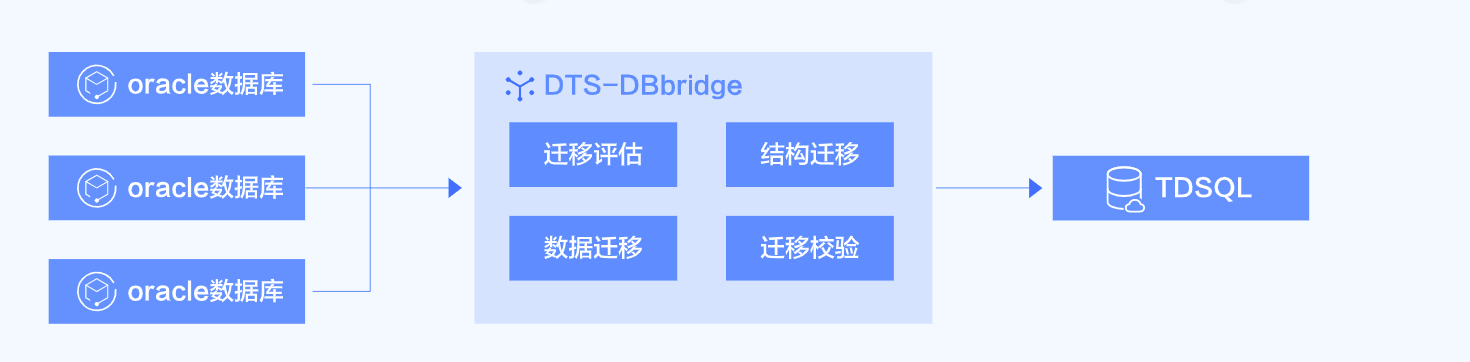 oracle数据库
oracle数据库
oracle数据库
DTS-DBbridge
迁移评估
结构迁移
数据迁移
迁移校验
TDSQL